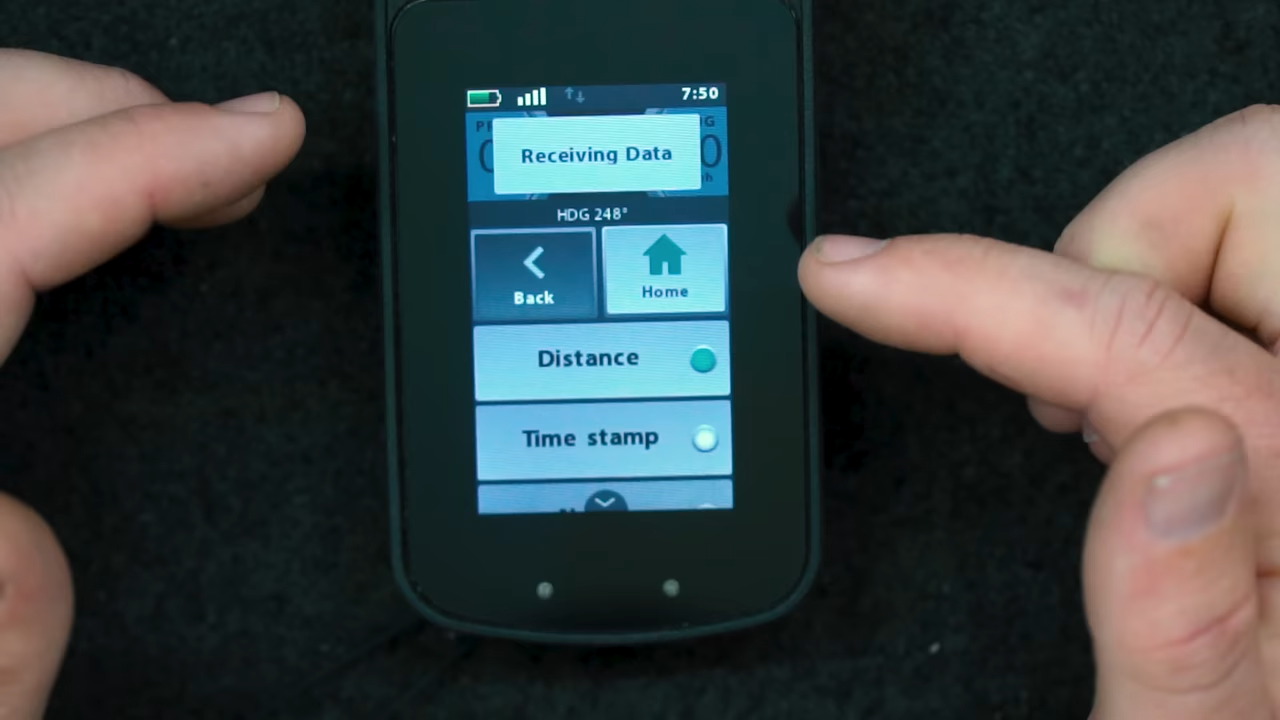 7:50
Receiving Data
HDG 248°
Back
Home
Distance
Time stamp